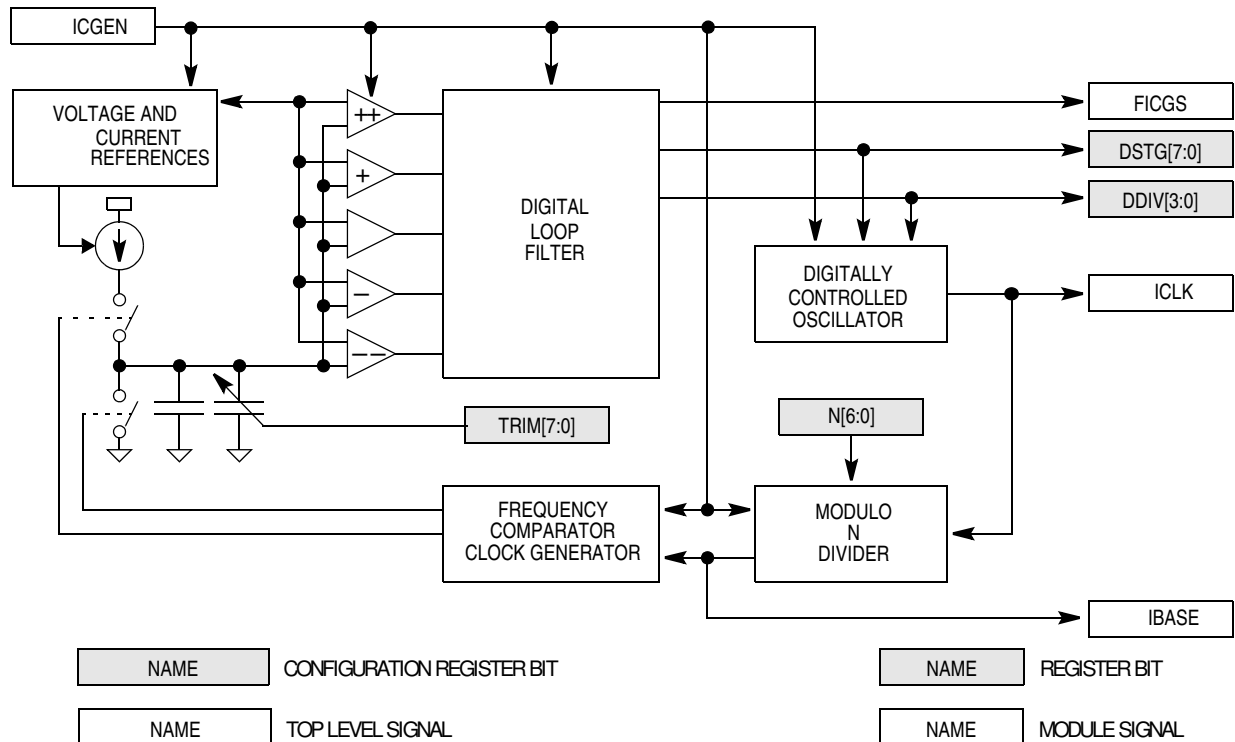 ICGEN
VOLTAGE AND
CURRENT
REFERENCES
++
+
−
−−
DIGITAL
LOOP
FILTER
FICGS
DSTG[7:0]
DDIV[3:0]
DIGITALLY
CONTROLLED
OSCILLATOR
ICLK
TRIM[7:0]
N[6:0]
FREQUENCY
COMPARATOR
CLOCK GENERATOR
MODULO
N
DIVIDER
IBASE
NAME CONFIGURATION REGISTER BIT
NAME REGISTER BIT
NAME TOP LEVEL SIGNAL
NAME MODULE SIGNAL